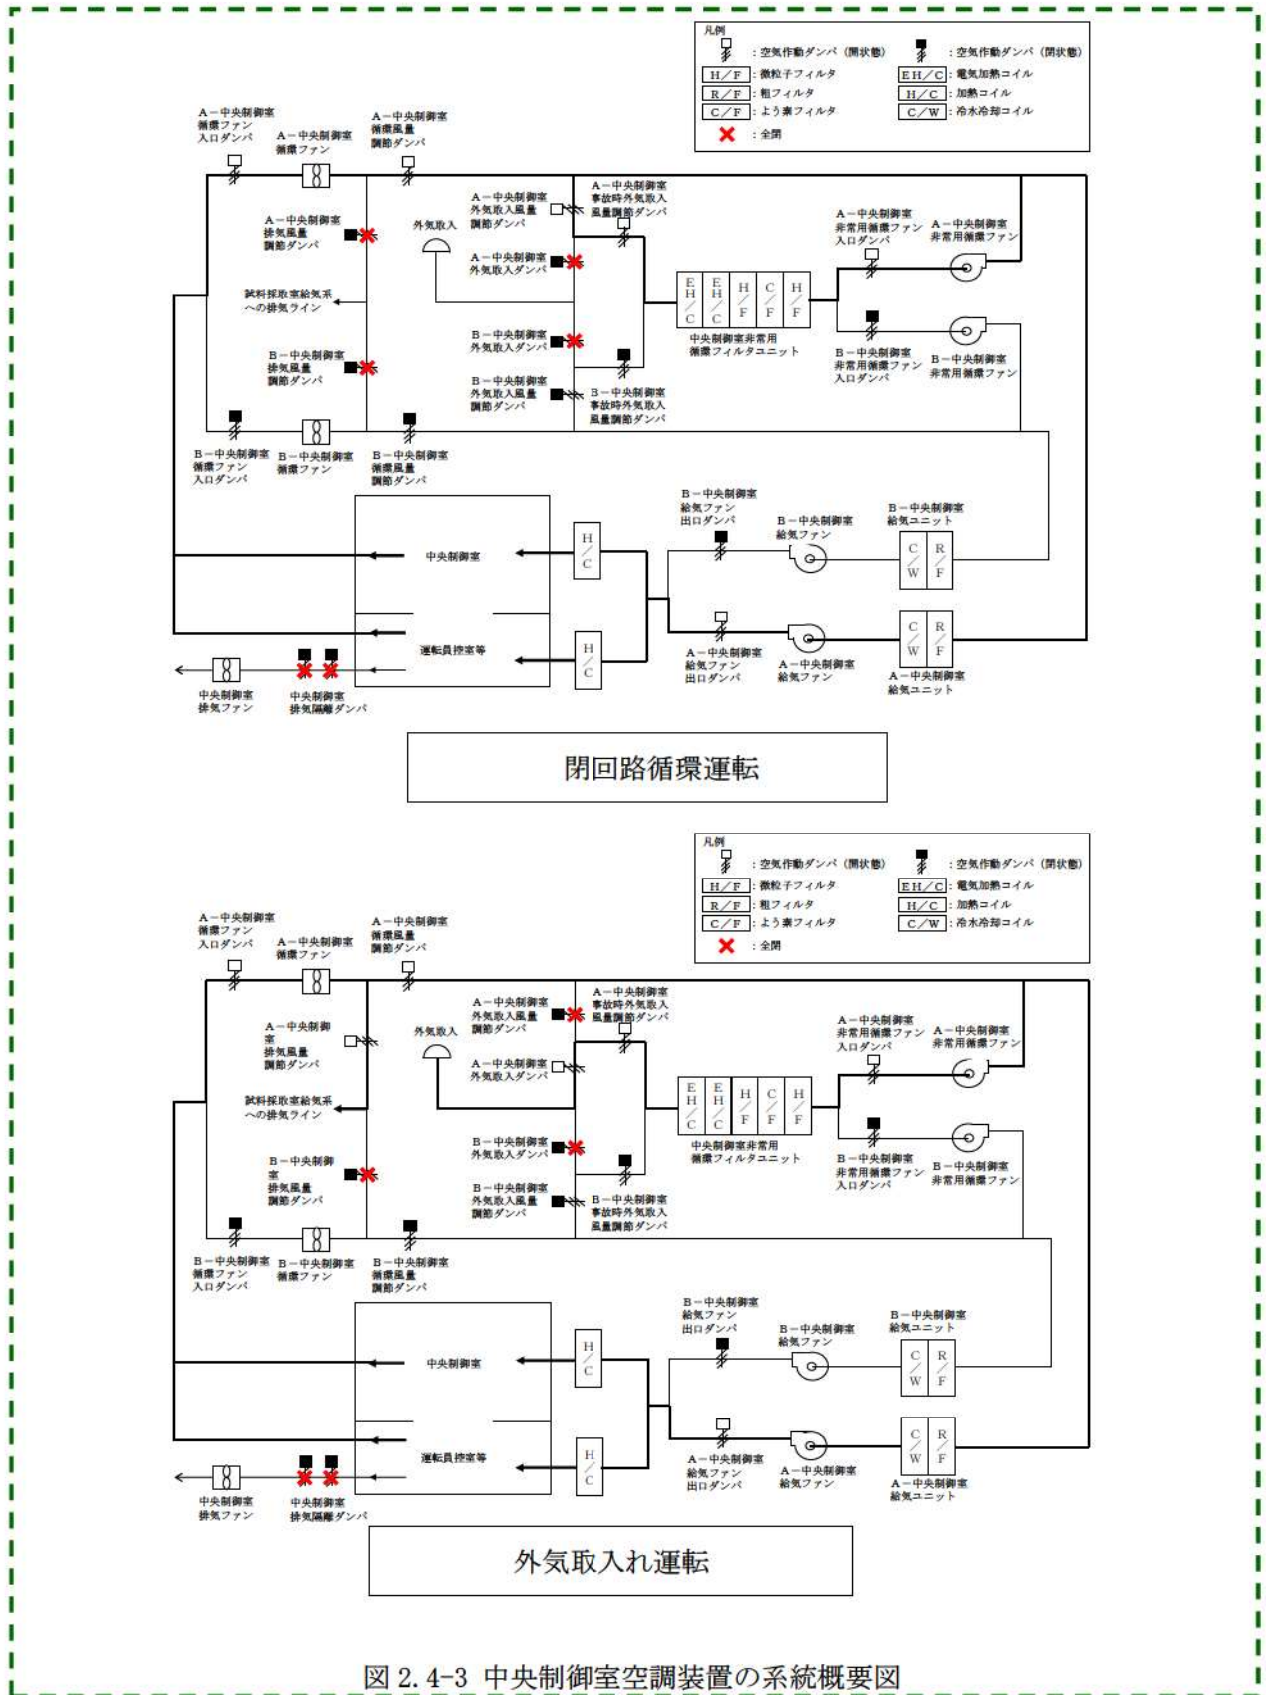 凡例
：空気作動ダンパ（開状態）
：空気作動ダンパ（閉状態）
H／F：微粒子フィルタ
EH／C：電気加熱コイル
R／F：粗フィルタ
H／C：加熱コイル
C／F：よう素フィルタ
C／W：冷水冷却コイル
：全閉
A－中央制御室
循環ファン
入口ダンパ
A－中央制御室
循環ファン
A－中央制御室
循環風量
調節ダンパ
A－中央制御室
排気風量
調節ダンパ
外気取入
A－中央制御室
外気取入風量
調節ダンパ
A－中央制御室
事故時外気取入
風量調節ダンパ
A－中央制御室
外気取入ダンパ
A－中央制御室
非常用循環ファン
入口ダンパ
A－中央制御室
非常用循環ファン
試料採取室給気系
への排気ライン
EH／C
EH／C
H／F
C／F
H／F
中央制御室非常用
循環フィルタユニット
B－中央制御室
外気取入ダンパ
B－中央制御室
排気風量
調節ダンパ
B－中央制御室
外気取入風量
調節ダンパ
B－中央制御室
事故時外気取入
風量調節ダンパ
B－中央制御室
非常用循環ファン
入口ダンパ
B－中央制御室
非常用循環ファン
B－中央制御室
循環ファン
入口ダンパ
B－中央制御室
循環ファン
B－中央制御室
循環風量
調節ダンパ
B－中央制御室
給気ファン
出口ダンパ
B－中央制御室
給気ファン
B－中央制御室
給気ユニット
中央制御室
H／C
C／W
R／F
運転員控室等
H／C
C／W
R／F
A－中央制御室
給気ファン
出口ダンパ
A－中央制御室
給気ファン
A－中央制御室
給気ユニット
中央制御室
排気ファン
中央制御室
排気隔離ダンパ
閉回路循環運転
凡例
：空気作動ダンパ（開状態）
：空気作動ダンパ（閉状態）
H／F：微粒子フィルタ
EH／C：電気加熱コイル
R／F：粗フィルタ
H／C：加熱コイル
C／F：よう素フィルタ
C／W：冷水冷却コイル
：全閉
A－中央制御室
循環ファン
入口ダンパ
A－中央制御室
循環ファン
A－中央制御室
循環風量
調節ダンパ
A－中央制御
室
排気風量
調節ダンパ
外気取入
A－中央制御室
外気取入風量
調節ダンパ
A－中央制御室
事故時外気取入
風量調節ダンパ
A－中央制御室
外気取入ダンパ
A－中央制御室
非常用循環ファン
入口ダンパ
A－中央制御室
非常用循環ファン
試料採取室給気系
への排気ライン
EH／C
EH／C
H／F
C／F
H／F
中央制御室非常用
循環フィルタユニット
B－中央制御室
外気取入ダンパ
B－中央制御
室
排気風量
調節ダンパ
B－中央制御室
外気取入風量
調節ダンパ
B－中央制御室
事故時外気取入
風量調節ダンパ
B－中央制御室
非常用循環ファン
入口ダンパ
B－中央制御室
非常用循環ファン
B－中央制御室
循環ファン
入口ダンパ
B－中央制御室
循環ファン
B－中央制御室
循環風量
調節ダンパ
B－中央制御室
給気ファン
出口ダンパ
B－中央制御室
給気ファン
B－中央制御室
給気ユニット
中央制御室
H／C
C／W
R／F
運転員控室等
H／C
C／W
R／F
A－中央制御室
給気ファン
出口ダンパ
A－中央制御室
給気ファン
A－中央制御室
給気ユニット
中央制御室
排気ファン
中央制御室
排気隔離ダンパ
外気取入れ運転
図 2.4-3 中央制御室空調装置の系統概要図